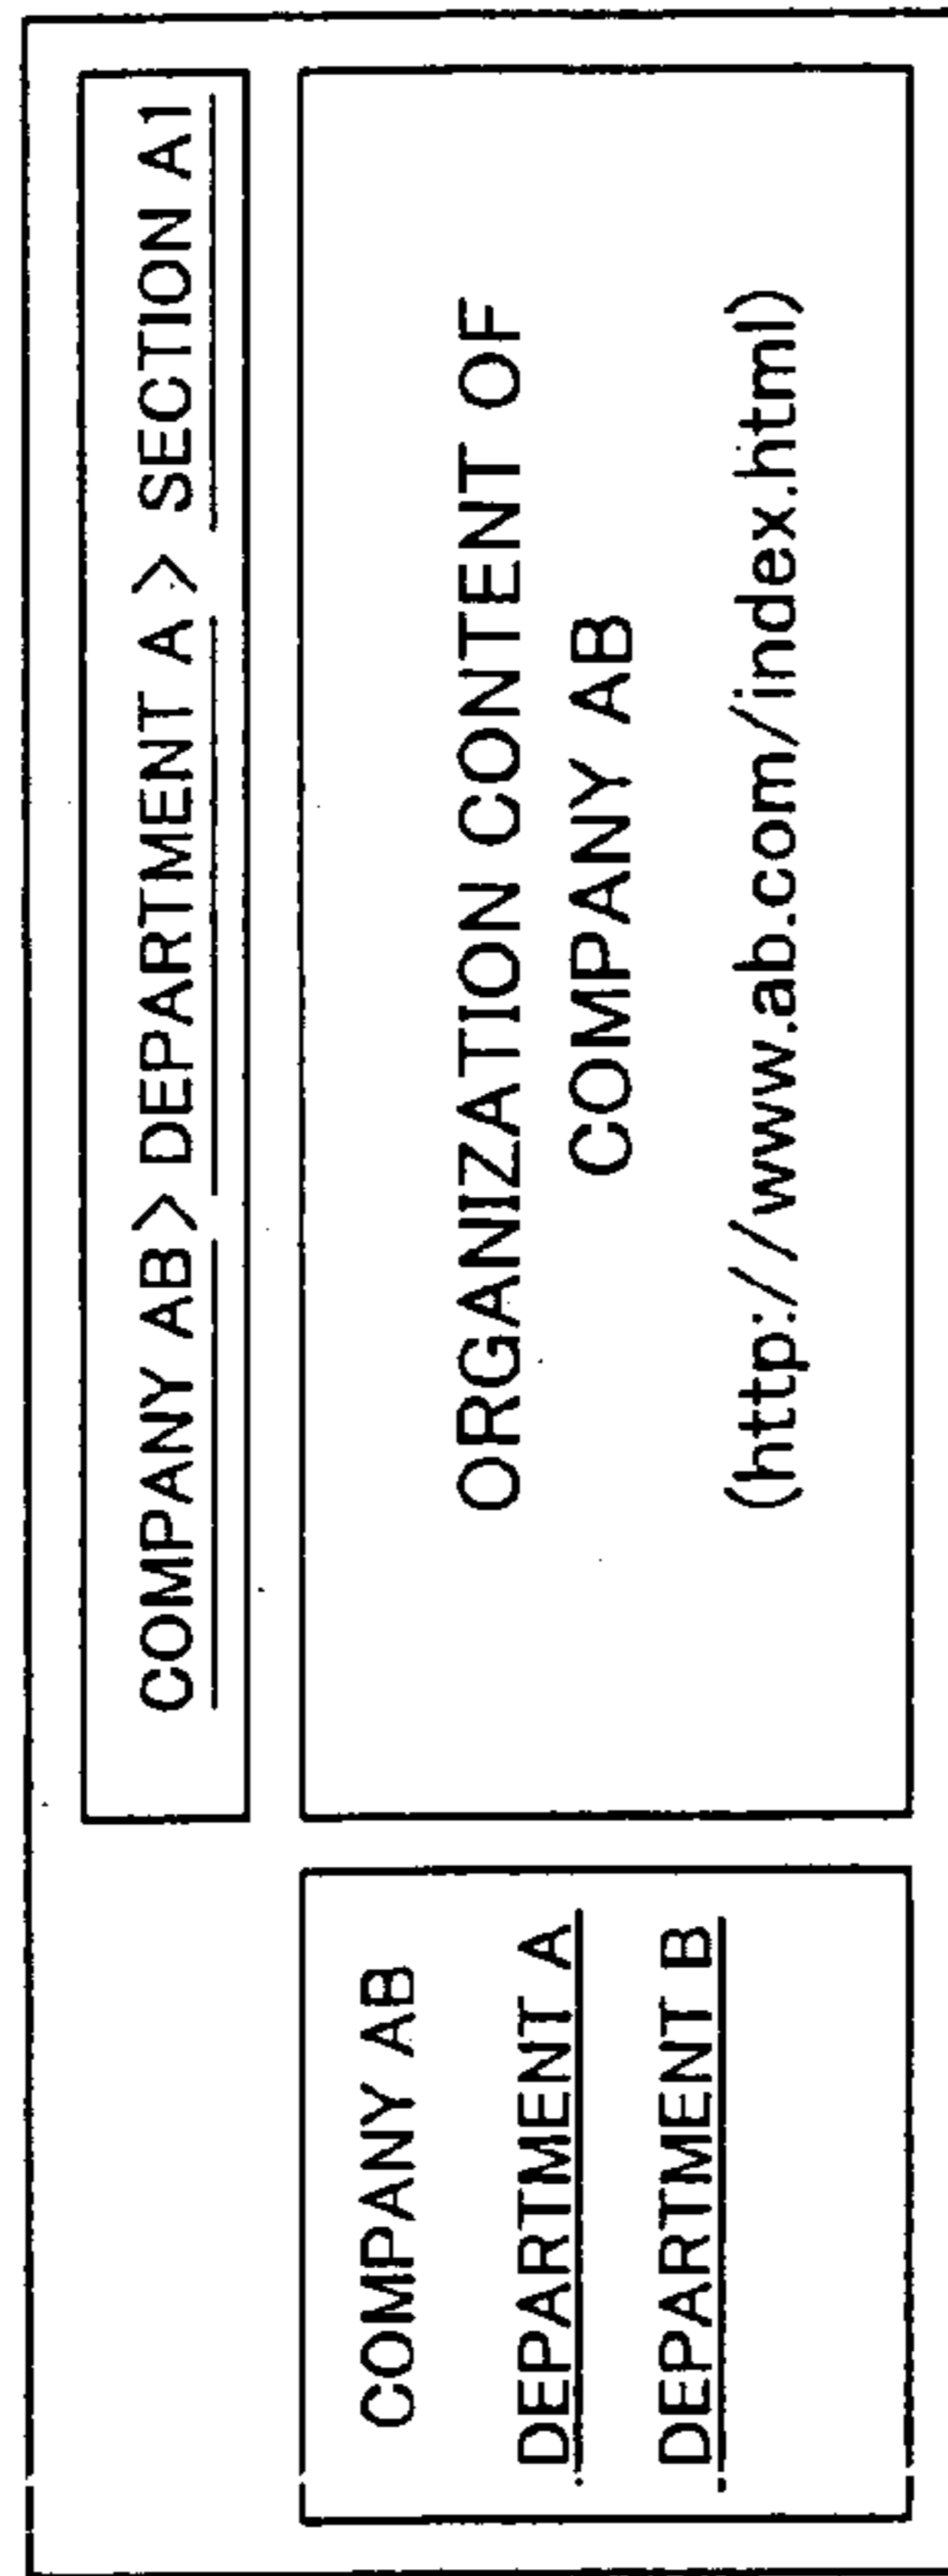 COMPANY AB > DEPARTMENT A > SECTION A1
COMPANY AB
DEPARTMENT A
DEPARTMENT B
ORGANIZATION CONTENT OF
COMPANY AB
(http://www.ab.com/index.html)